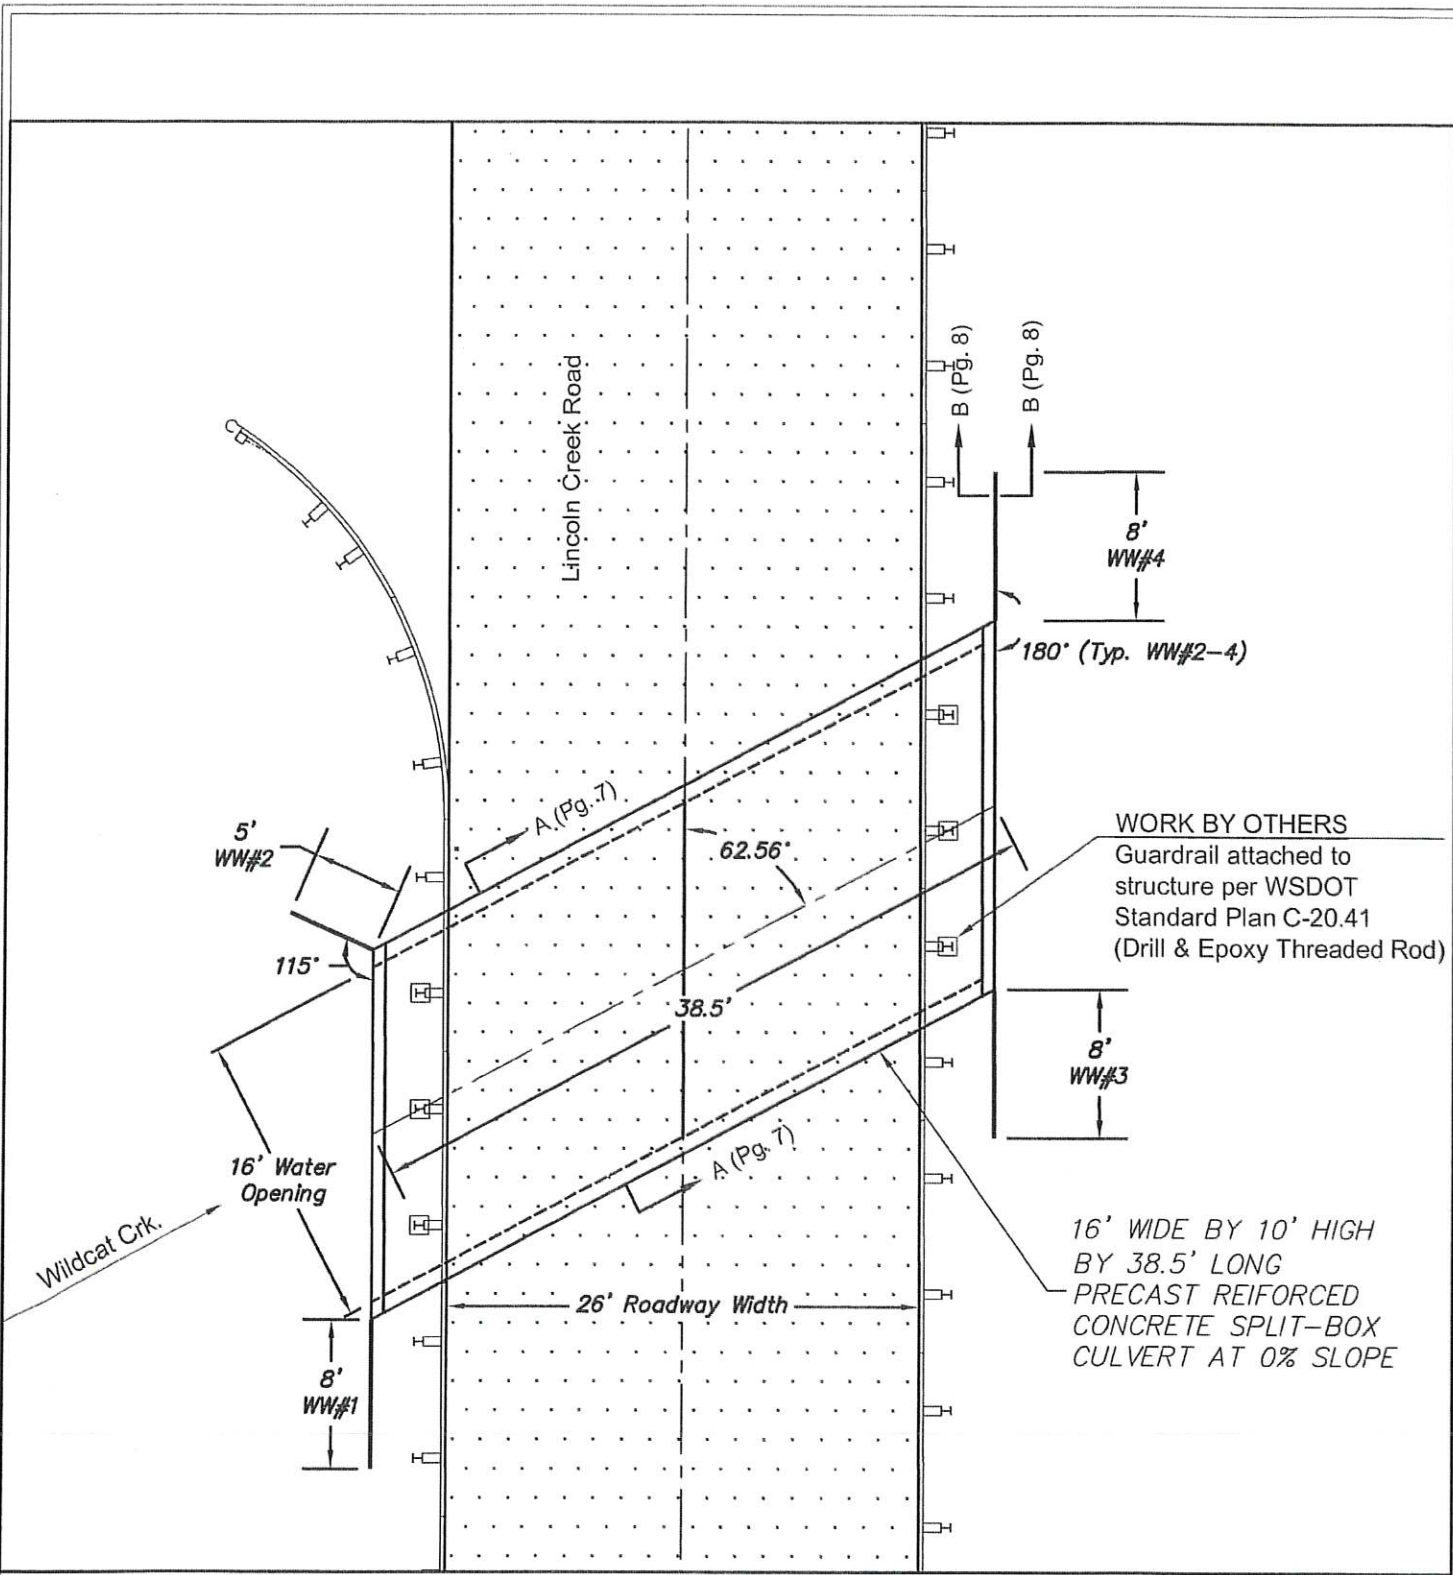 Lincoln Creek Road
B (Pg. 8)
B (Pg. 8)
8'
WW#4
180° (Typ. WW#2-4)
A (Pg. 7)
62.56°
5'
WW#2
115°
WORK BY OTHERS
Guardrail attached to
structure per WSDOT
Standard Plan C-20.41
(Drill & Epoxy Threaded Rod)
38.5'
8'
WW#3
16' Water
Opening
A (Pg. 7)
Wildcat Crk.
26' Roadway Width
16' WIDE BY 10' HIGH
BY 38.5' LONG
PRECAST REIFORCED
CONCRETE SPLIT-BOX
CULVERT AT 0% SLOPE
8'
WW#1